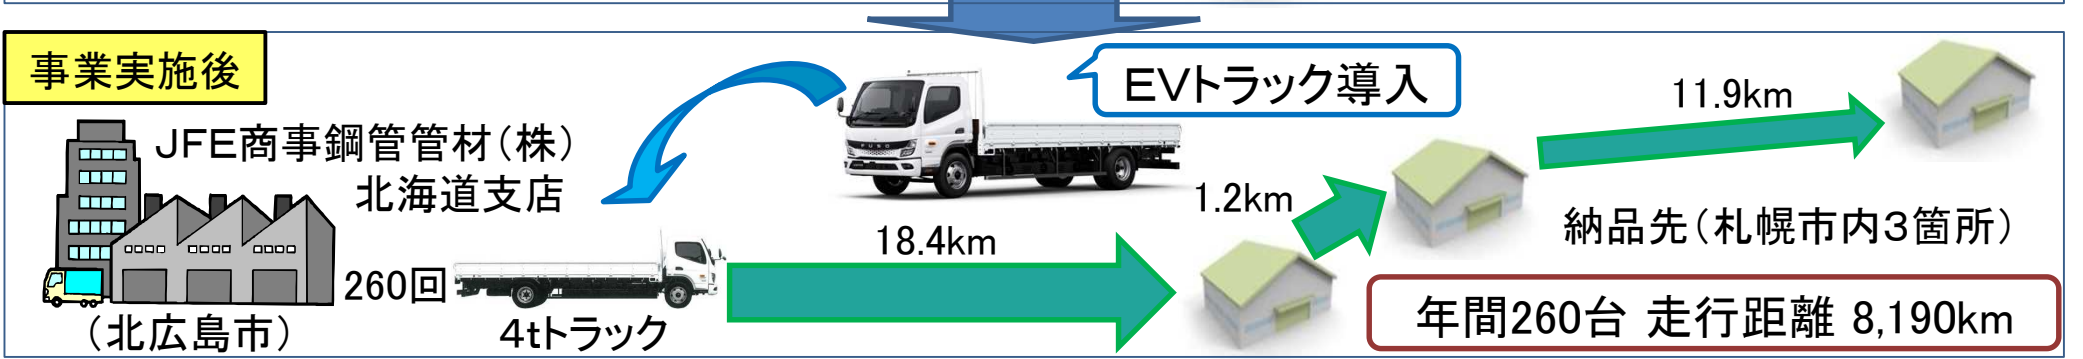 事業実施後
EVトラック導入
JFE商事鋼管管材(株)
北海道支店
(北広島市)
260回
4tトラック
18.4km
1.2km
11.9km
納品先(札幌市内3箇所)
年間260台 走行距離 8,190km
FUSO